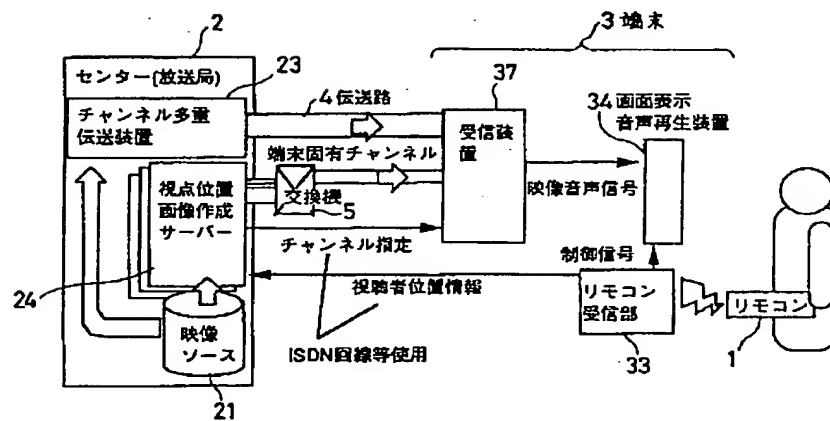 2
センター(放送局)
23
チャンネル多重
伝送装置
視点位置
画像作成
サーバー
24
映像
ソース
21
4 伝送路
端末固有チャンネル
交換機
5
チャンネル指定
視聴者位置情報
ISDN回線等使用
3 端末
37
受信装
置
映像音声信号
34 画面表示
音声再生装置
制御信号
リモコン
受信部
33
リモコン
1